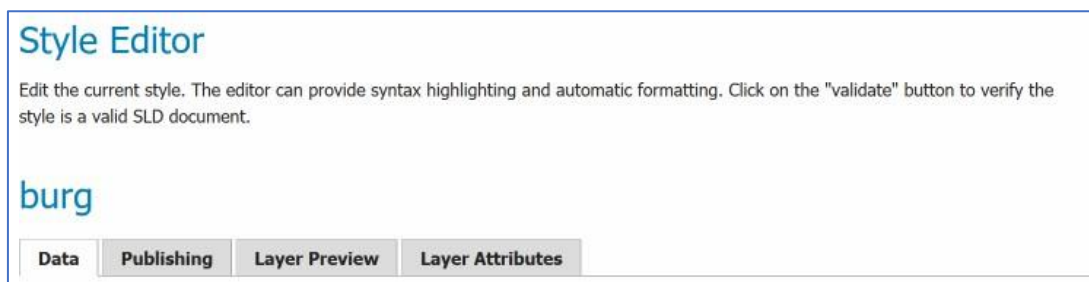 Style Editor
Edit the current style. The editor can provide syntax highlighting and automatic formatting. Click on the "validate" button to verify the
style is a valid SLD document.
burg
Data Publishing Layer Preview Layer Attributes